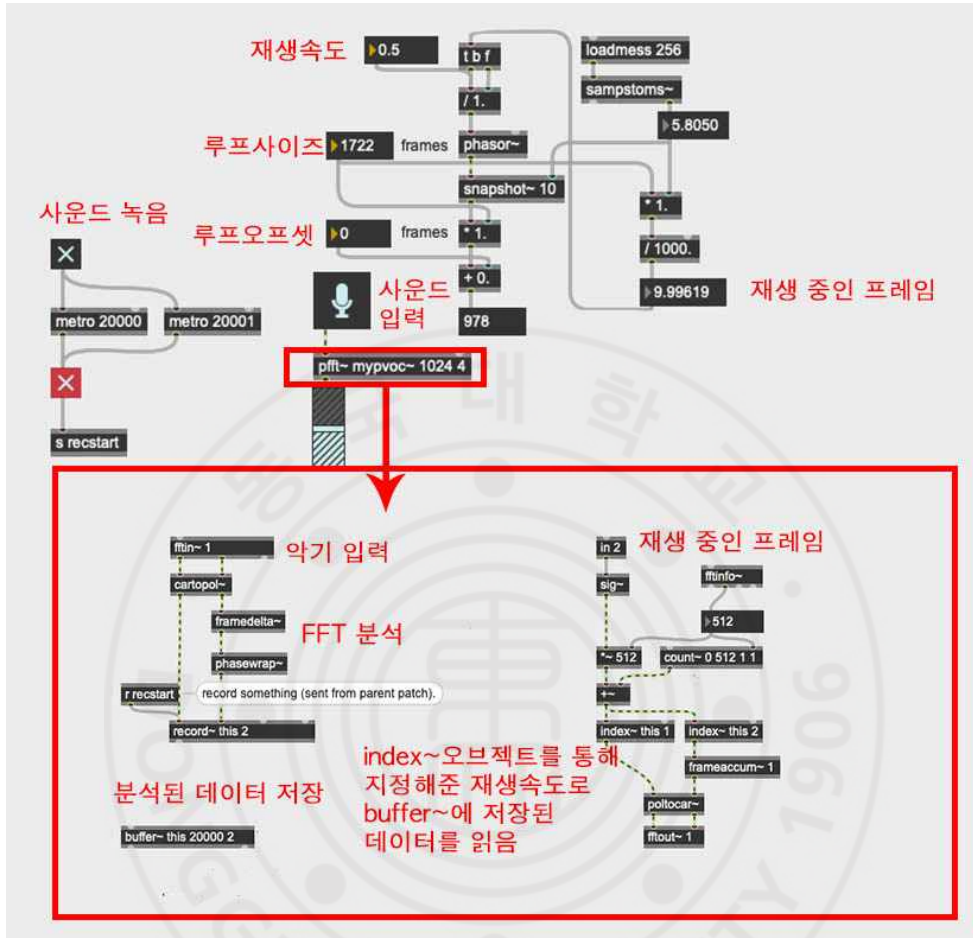 재생속도
0.5
t b f
loadmess 256
/ 1.
sampstoms~
5.8050
루프사이즈
1722
frames
phasor~
snapshot~ 10
* 1.
사운드 녹음
루프오프셋
0
frames
* 1.
/ 1000.
+ 0.
9.99619
재생 중인 프레임
사운드
입력
metro 20000
metro 20001
978
pfft~ mypvoc~ 1024 4
s recstart
fftin~ 1
악기 입력
in 2
재생 중인 프레임
cartopol~
sig~
fftinfo~
framedelta~
FFT 분석
512
phasewrap~
*~ 512
count~ 0 512 1 1
r recstart
record something (sent from parent patch).
+~
record~ this 2
index~ this 1
index~ this 2
index~오브젝트를 통해
지정해준 재생속도로
buffer~에 저장된
데이터를 읽음
frameaccum~ 1
분석된 데이터 저장
poltocar~
buffer~ this 20000 2
fftout~ 1
동국대학교
1906